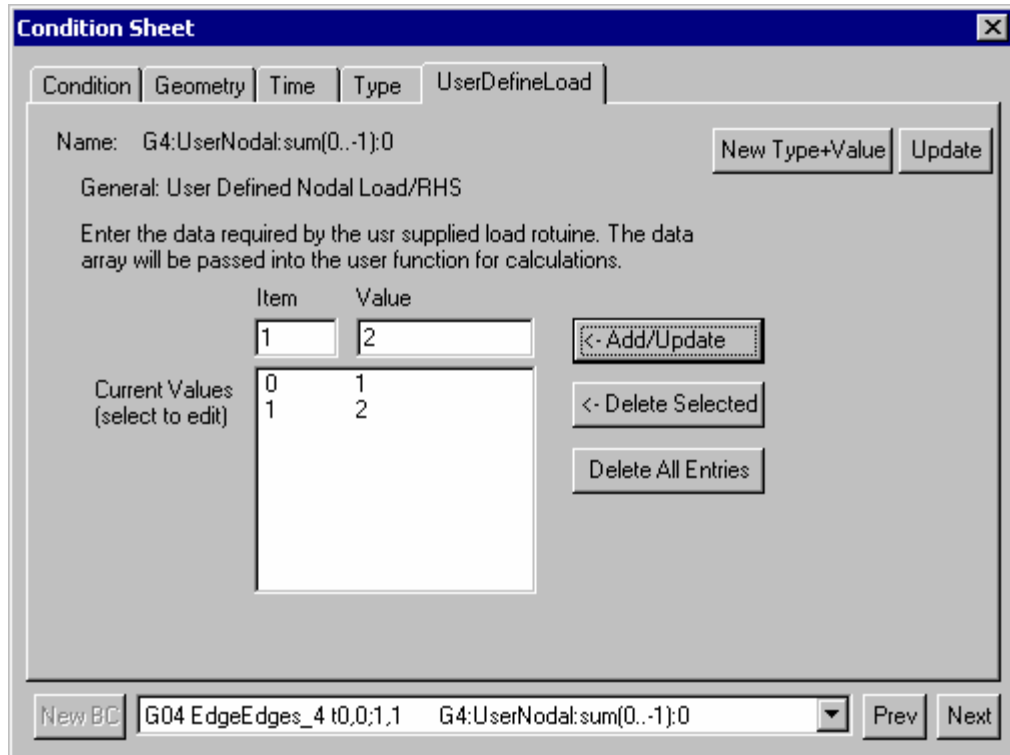 Condition Sheet
Condition Geometry Time Type UserDefineLoad
Name: G4:UserNodal:sum(0..-1):0 New Type+Value Update
General: User Defined Nodal Load/RHS
Enter the data required by the usr supplied load rotuine. The data
array will be passed into the user function for calculations.
Item Value
1 2 <- Add/Update
Current Values
(select to edit)
0 1
1 2
<- Delete Selected
Delete All Entries
New BC G04 EdgeEdges_4 t0,0;1,1 G4:UserNodal:sum(0..-1):0 Prev Next